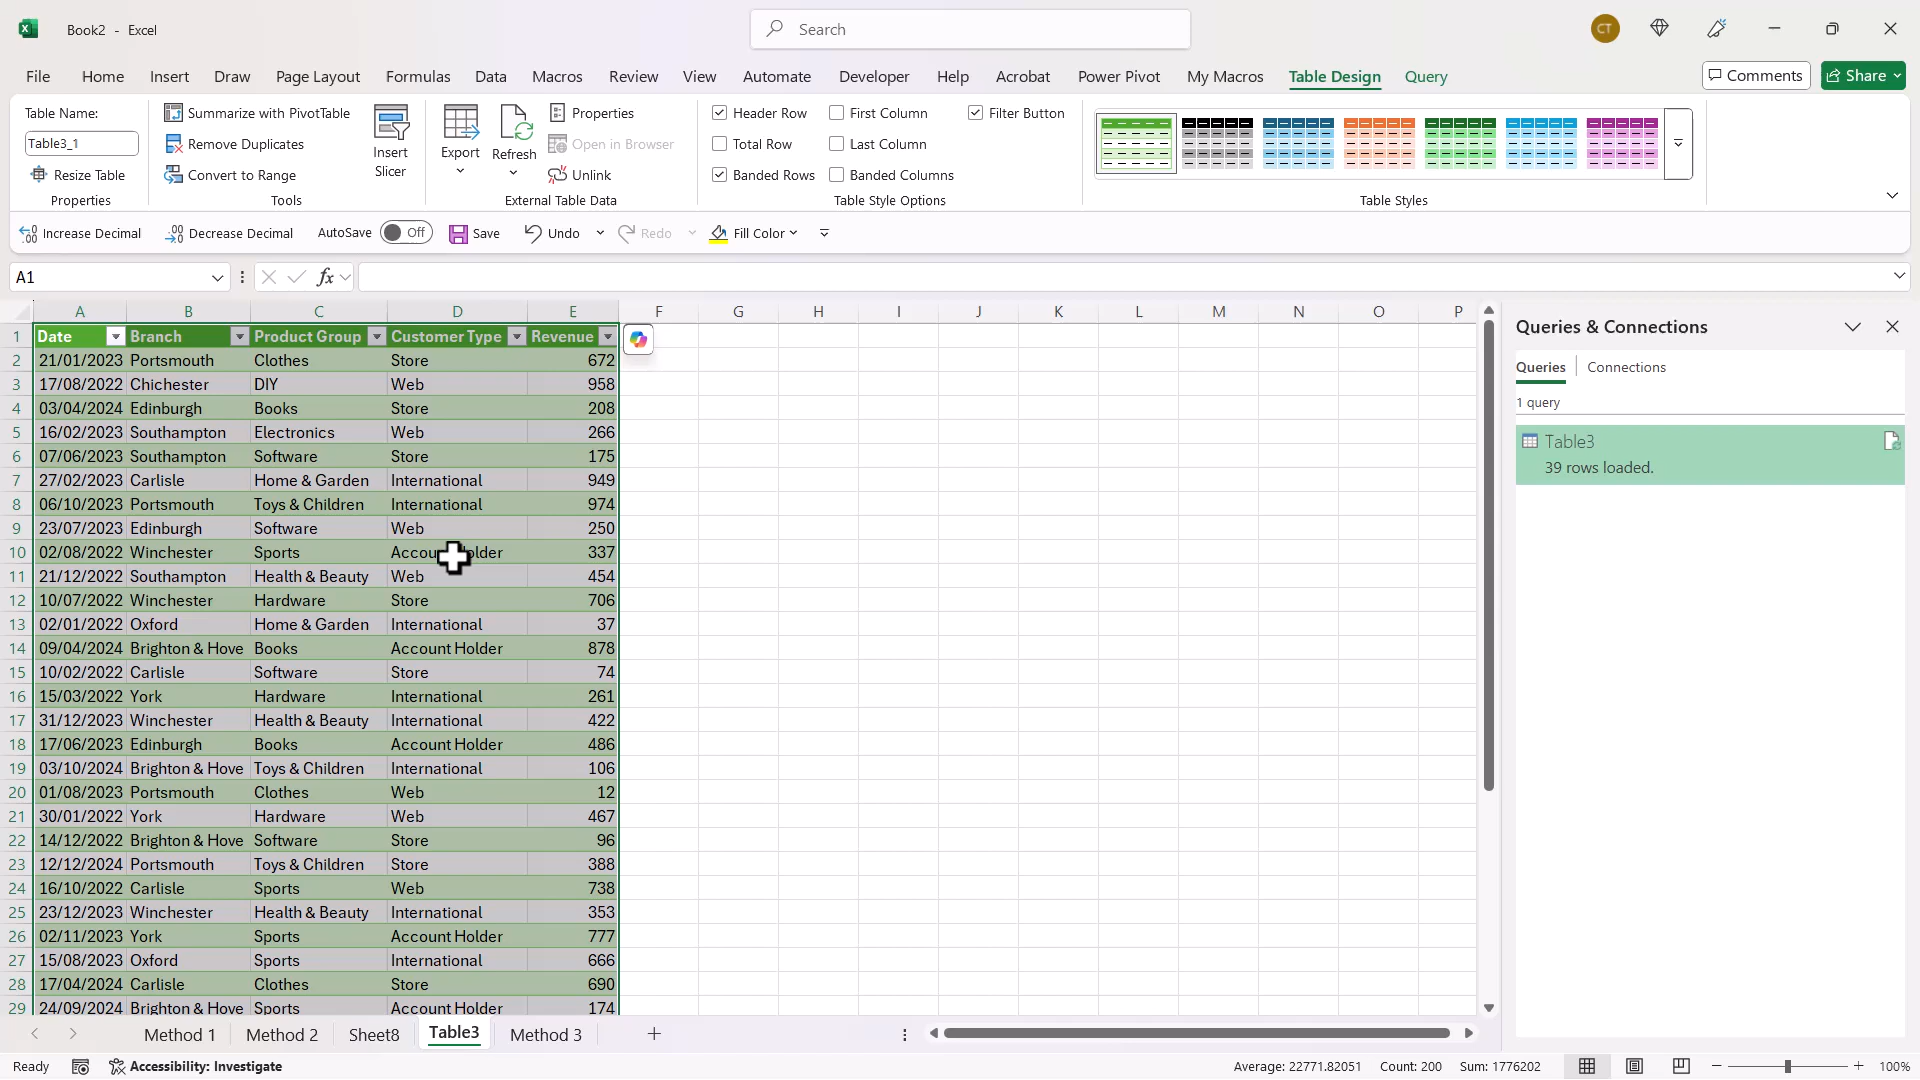 Book2 - Excel
Search
CT
File Home Insert Draw Page Layout Formulas Data Macros Review View Automate Developer Help Acrobat Power Pivot My Macros Table Design Query
Comments Share
Table Name:
Table3_1
Resize Table
Properties
Summarize with PivotTable
Remove Duplicates
Convert to Range
Insert
Slicer
Tools
Export
Refresh
Properties
Open in Browser
Unlink
External Table Data
Header Row First Column Filter Button
Total Row Last Column
Banded Rows Banded Columns
Table Style Options
Table Styles
Increase Decimal Decrease Decimal AutoSave Off Save Undo Redo Fill Color
A1 fx
A B C D E F G H I J K L M N O P
1 Date Branch Product Group Customer Type Revenue
2 21/01/2023 Portsmouth Clothes Store 672
3 17/08/2022 Chichester DIY Web 958
4 03/04/2024 Edinburgh Books Store 208
5 16/02/2023 Southampton Electronics Web 266
6 07/06/2023 Southampton Software Store 175
7 27/02/2023 Carlisle Home & Garden International 949
8 06/10/2023 Portsmouth Toys & Children International 974
9 23/07/2023 Edinburgh Software Web 250
10 02/08/2022 Winchester Sports Account Holder 337
11 21/12/2022 Southampton Health & Beauty Web 454
12 10/07/2022 Winchester Hardware Store 706
13 02/01/2022 Oxford Home & Garden International 37
14 09/04/2024 Brighton & Hove Books Account Holder 878
15 10/02/2022 Carlisle Software Store 74
16 15/03/2022 York Hardware International 261
17 31/12/2023 Winchester Health & Beauty International 422
18 17/06/2023 Edinburgh Books Account Holder 486
19 03/10/2024 Brighton & Hove Toys & Children International 106
20 01/08/2023 Portsmouth Clothes Web 12
21 30/01/2022 York Hardware Web 467
22 14/12/2022 Brighton & Hove Software Store 96
23 12/12/2024 Portsmouth Toys & Children Store 388
24 16/10/2022 Carlisle Sports Web 738
25 23/12/2023 Winchester Health & Beauty International 353
26 02/11/2023 York Sports Account Holder 777
27 15/08/2023 Oxford Sports International 666
28 17/04/2024 Carlisle Clothes Store 690
29 24/09/2024 Brighton & Hove Sports Account Holder 174
Queries & Connections
Queries Connections
1 query
Table3
39 rows loaded.
Method 1 Method 2 Sheet8 Table3 Method 3
Ready Accessibility: Investigate Average: 22771.82051 Count: 200 Sum: 1776202 100%